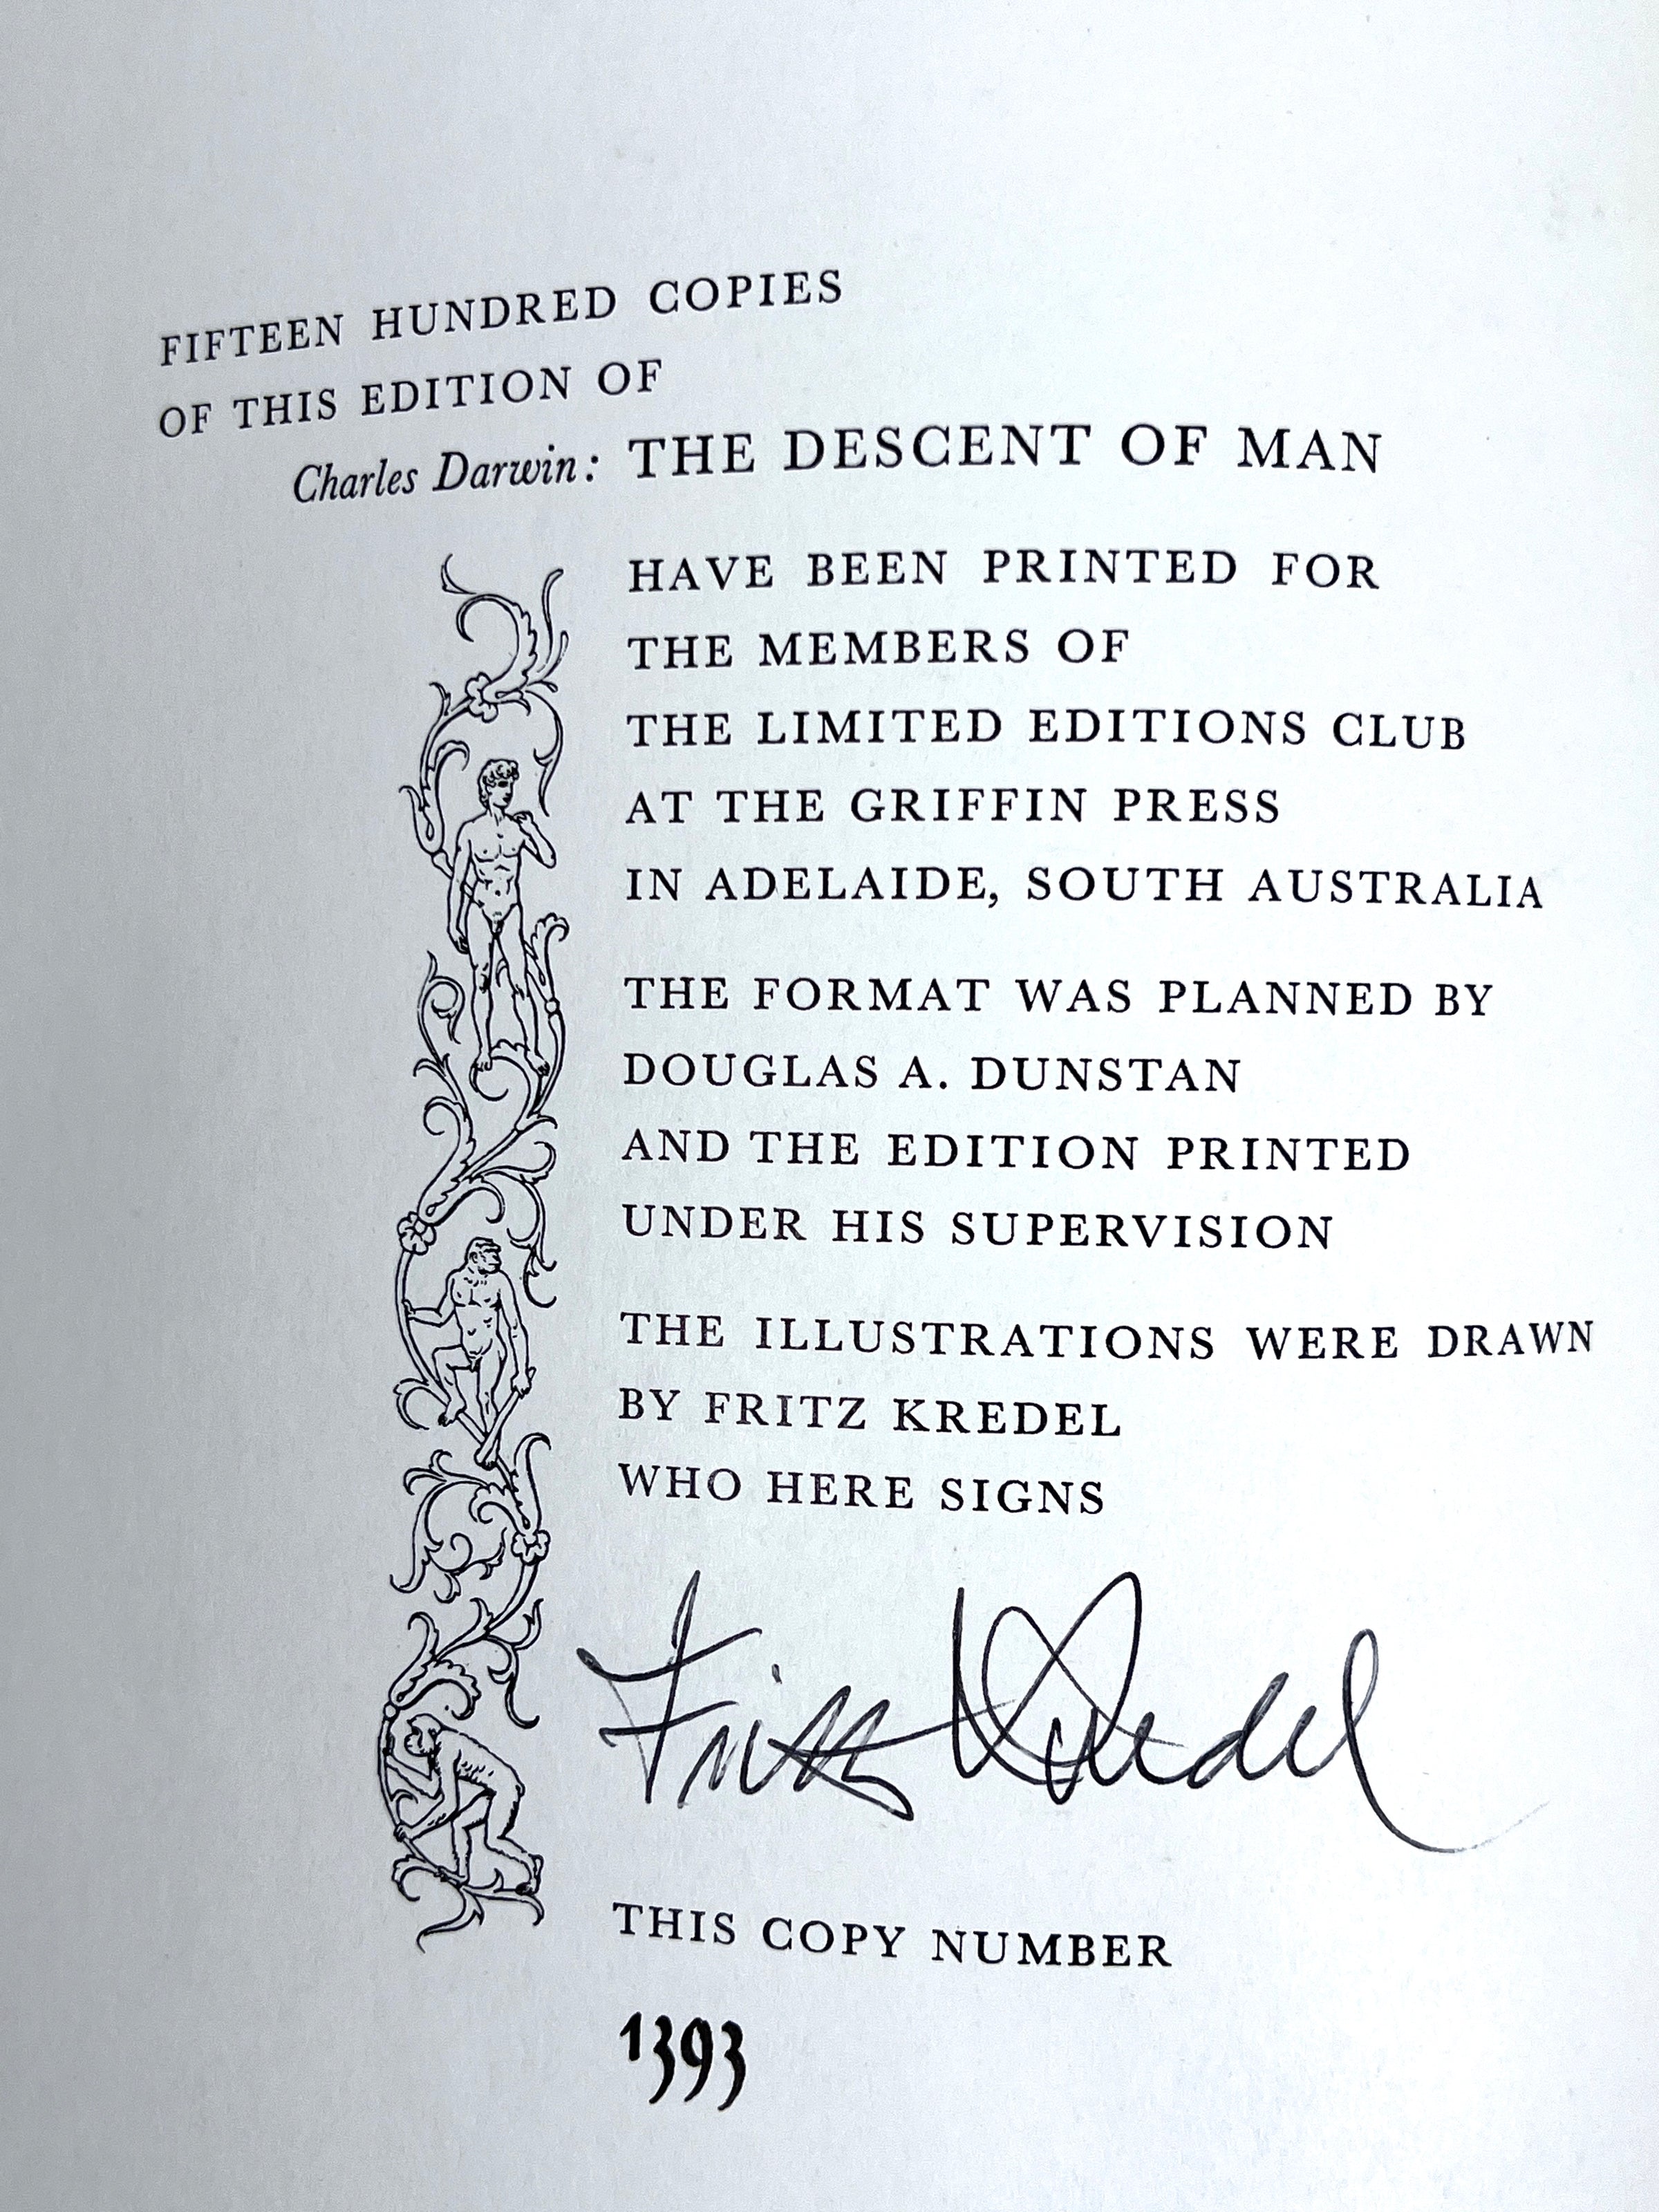 FIFTEEN HUNDRED COPIES
OF THIS EDITION OF
Charles Darwin: THE DESCENT OF MAN
HAVE BEEN PRINTED FOR
THE MEMBERS OF
THE LIMITED EDITIONS CLUB
AT THE GRIFFIN PRESS
IN ADELAIDE, SOUTH AUSTRALIA
THE FORMAT WAS PLANNED BY
DOUGLAS A. DUNSTAN
AND THE EDITION PRINTED
UNDER HIS SUPERVISION
THE ILLUSTRATIONS WERE DRAWN
BY FRITZ KREDEL
WHO HERE SIGNS
Fritz Kredel
THIS COPY NUMBER
1393